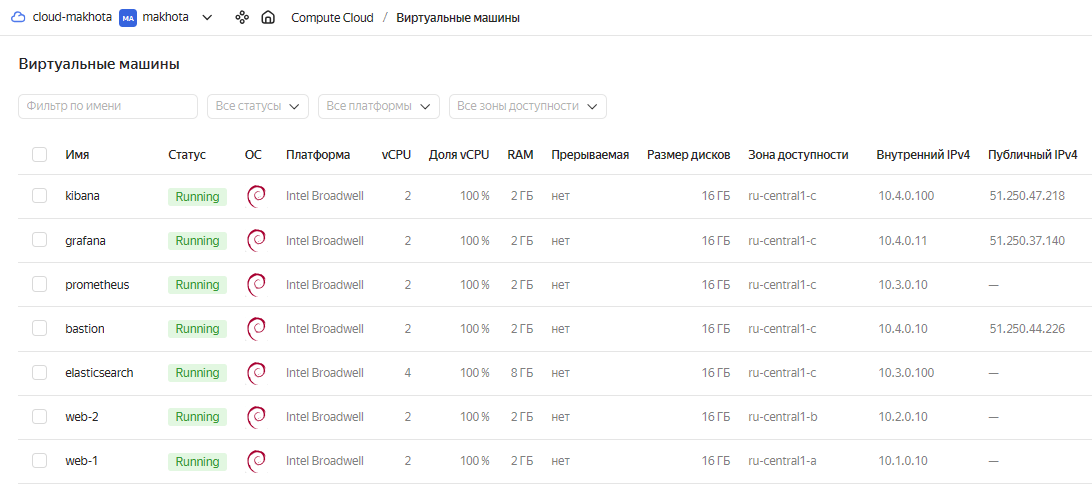 cloud-makhota MA makhota Compute Cloud / Виртуальные машины
Виртуальные машины
Фильтр по имени Все статусы Все платформы Все зоны доступности
Имя Статус ОС Платформа vCPU Доля vCPU RAM Прерываемая Размер дисков Зона доступности Внутренний IPv4 Публичный IPv4
kibana Running Intel Broadwell 2 100 % 2 ГБ нет 16 ГБ ru-central1-c 10.4.0.100 51.250.47.218
grafana Running Intel Broadwell 2 100 % 2 ГБ нет 16 ГБ ru-central1-c 10.4.0.11 51.250.37.140
prometheus Running Intel Broadwell 2 100 % 2 ГБ нет 16 ГБ ru-central1-c 10.3.0.10 —
bastion Running Intel Broadwell 2 100 % 2 ГБ нет 16 ГБ ru-central1-c 10.4.0.10 51.250.44.226
elasticsearch Running Intel Broadwell 4 100 % 8 ГБ нет 16 ГБ ru-central1-c 10.3.0.100 —
web-2 Running Intel Broadwell 2 100 % 2 ГБ нет 16 ГБ ru-central1-b 10.2.0.10 —
web-1 Running Intel Broadwell 2 100 % 2 ГБ нет 16 ГБ ru-central1-a 10.1.0.10 —